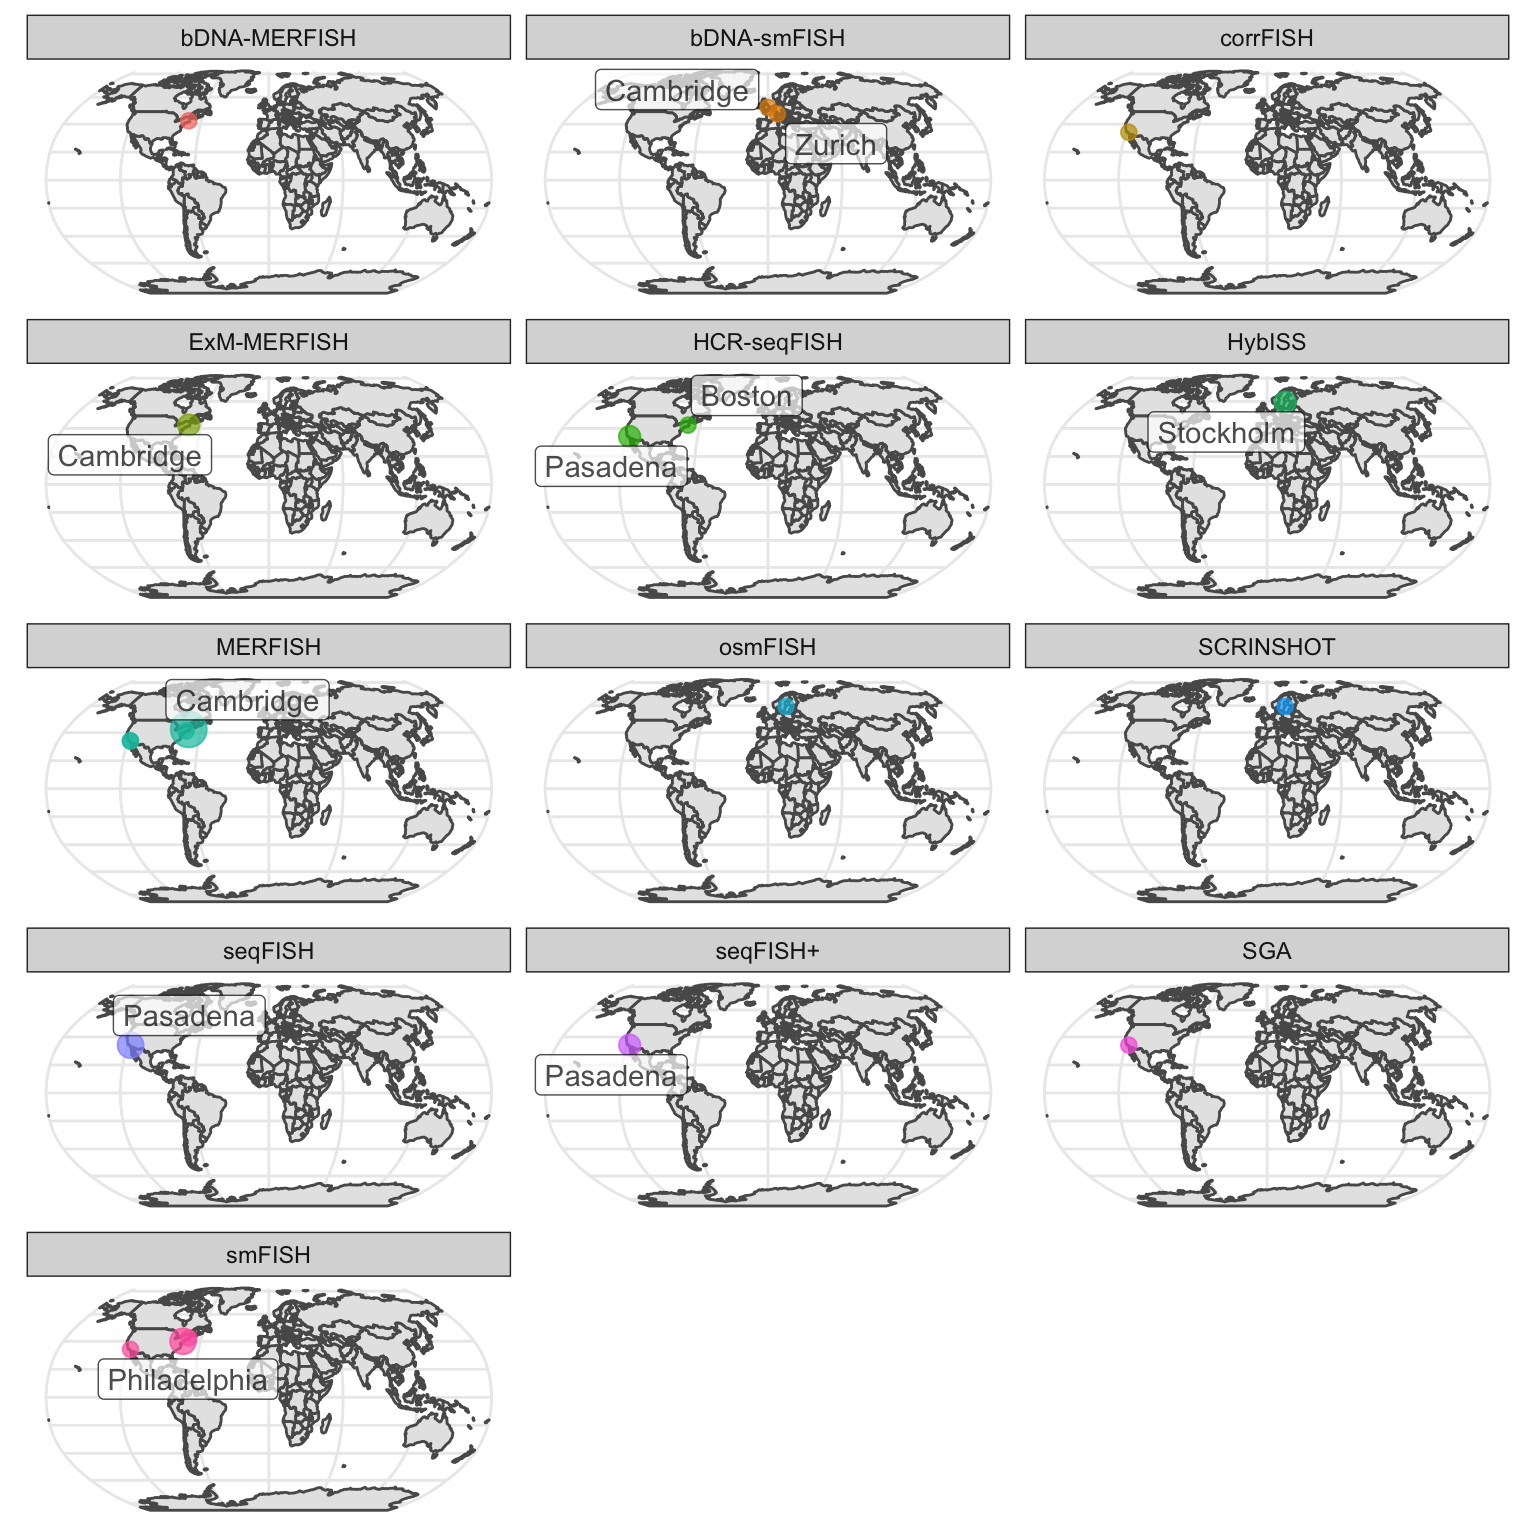 bDNA-MERFISH
bDNA-smFISH
corrFISH
Cambridge
Zurich
ExM-MERFISH
HCR-seqFISH
HybISS
Cambridge
Boston
Pasadena
Stockholm
MERFISH
osmFISH
SCRINSHOT
Cambridge
seqFISH
seqFISH+
SGA
Pasadena
Pasadena
smFISH
Philadelphia